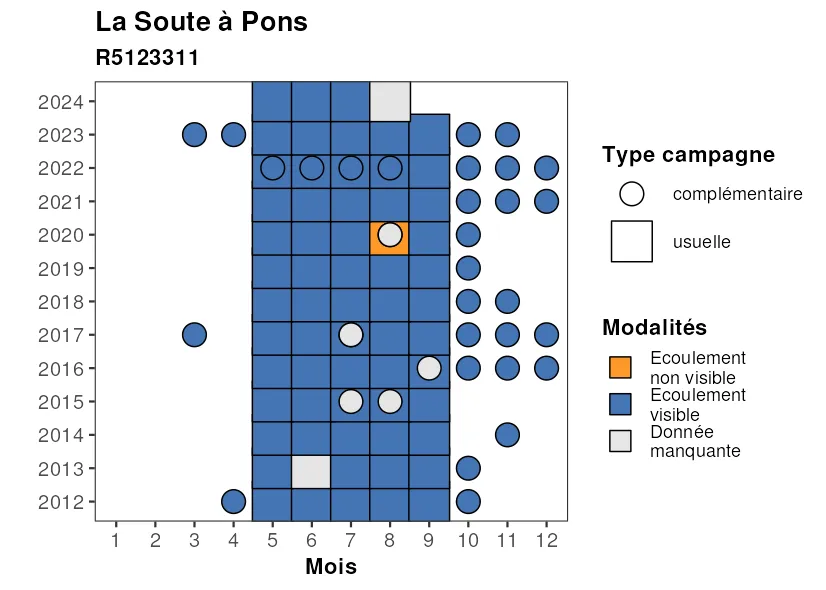 La Soute à Pons
R5123311
2024
2023
2022
2021
2020
2019
2018
2017
2016
2015
2014
2013
2012
1 2 3 4 5 6 7 8 9 10 11 12
Mois
Type campagne
complémentaire
usuelle
Modalités
Ecoulement
non visible
Ecoulement
visible
Donnée
manquante